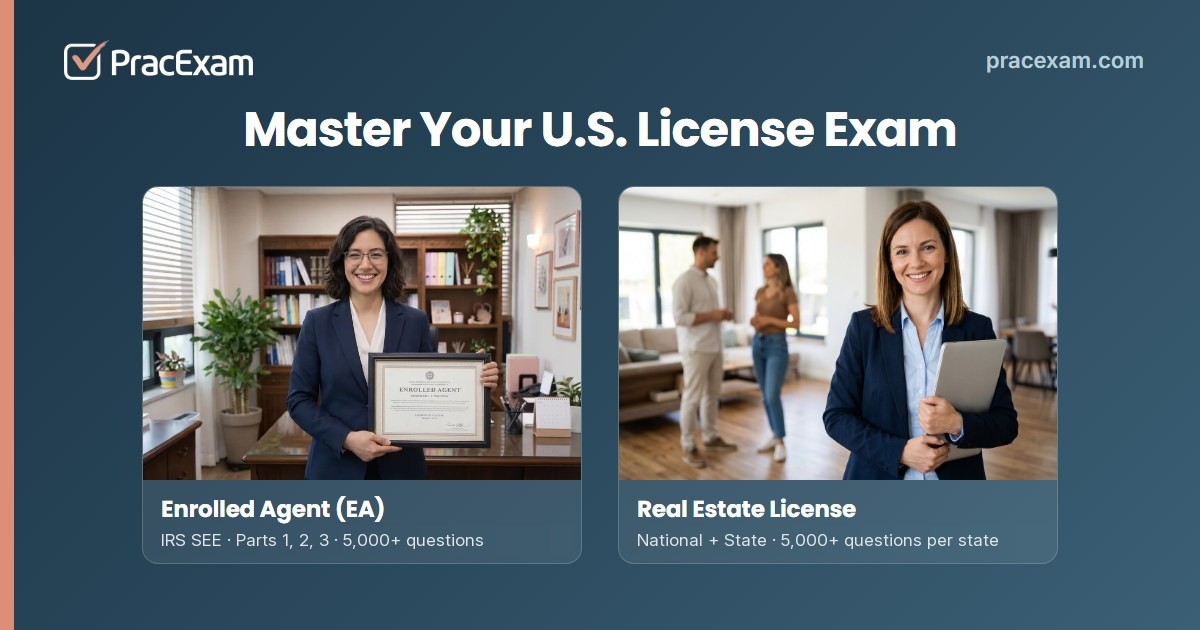 PracExam
pracexam.com
Master Your U.S. License Exam
ENROLLED AGENT
Enrolled Agent (EA)
IRS SEE · Parts 1, 2, 3 · 5,000+ questions
Real Estate License
National + State · 5,000+ questions per state